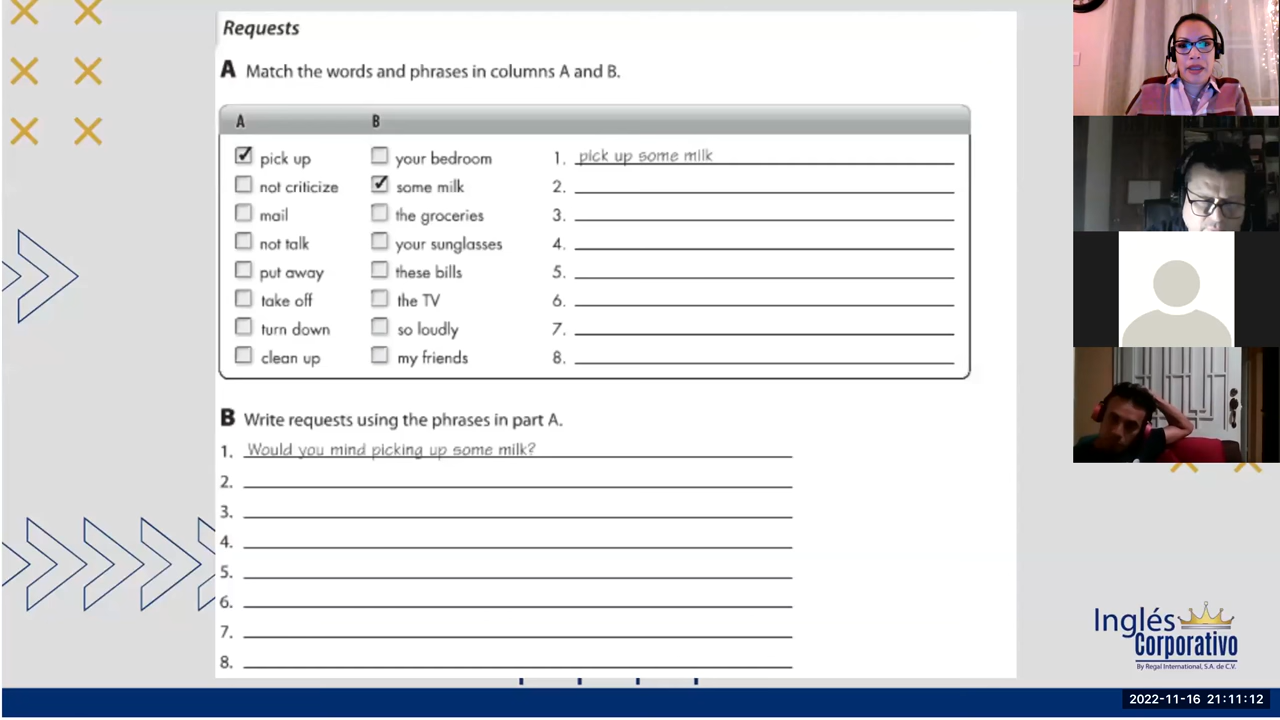 Requests
A Match the words and phrases in columns A and B.
A B
pick up your bedroom 1. pick up some milk
not criticize some milk 2.
mail the groceries 3.
not talk your sunglasses 4.
put away these bills 5.
take off the TV 6.
turn down so loudly 7.
clean up my friends 8.
B Write requests using the phrases in part A.
1. Would you mind picking up some milk?
2.
3.
4.
5.
6.
7.
8.
Inglés
Corporativo
By Regal International, S.A. de C.V.
2022-11-16 21:11:12